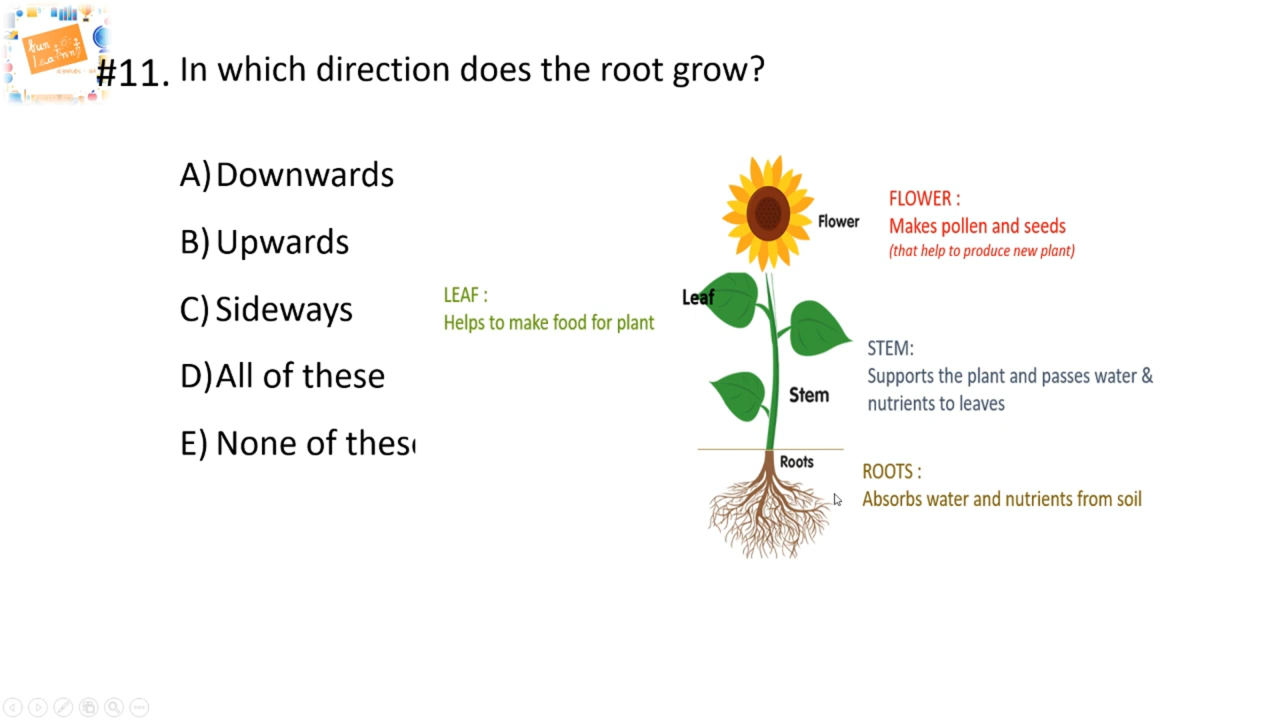 fun
#11. In which direction does the root grow?
A) Downwards
B) Upwards
C) Sideways
D) All of these
E) None of these
Flower
FLOWER :
Makes pollen and seeds
(that help to produce new plant)
LEAF :
Helps to make food for plant
Leaf
STEM:
Supports the plant and passes water &
nutrients to leaves
Stem
Roots
ROOTS :
Absorbs water and nutrients from soil